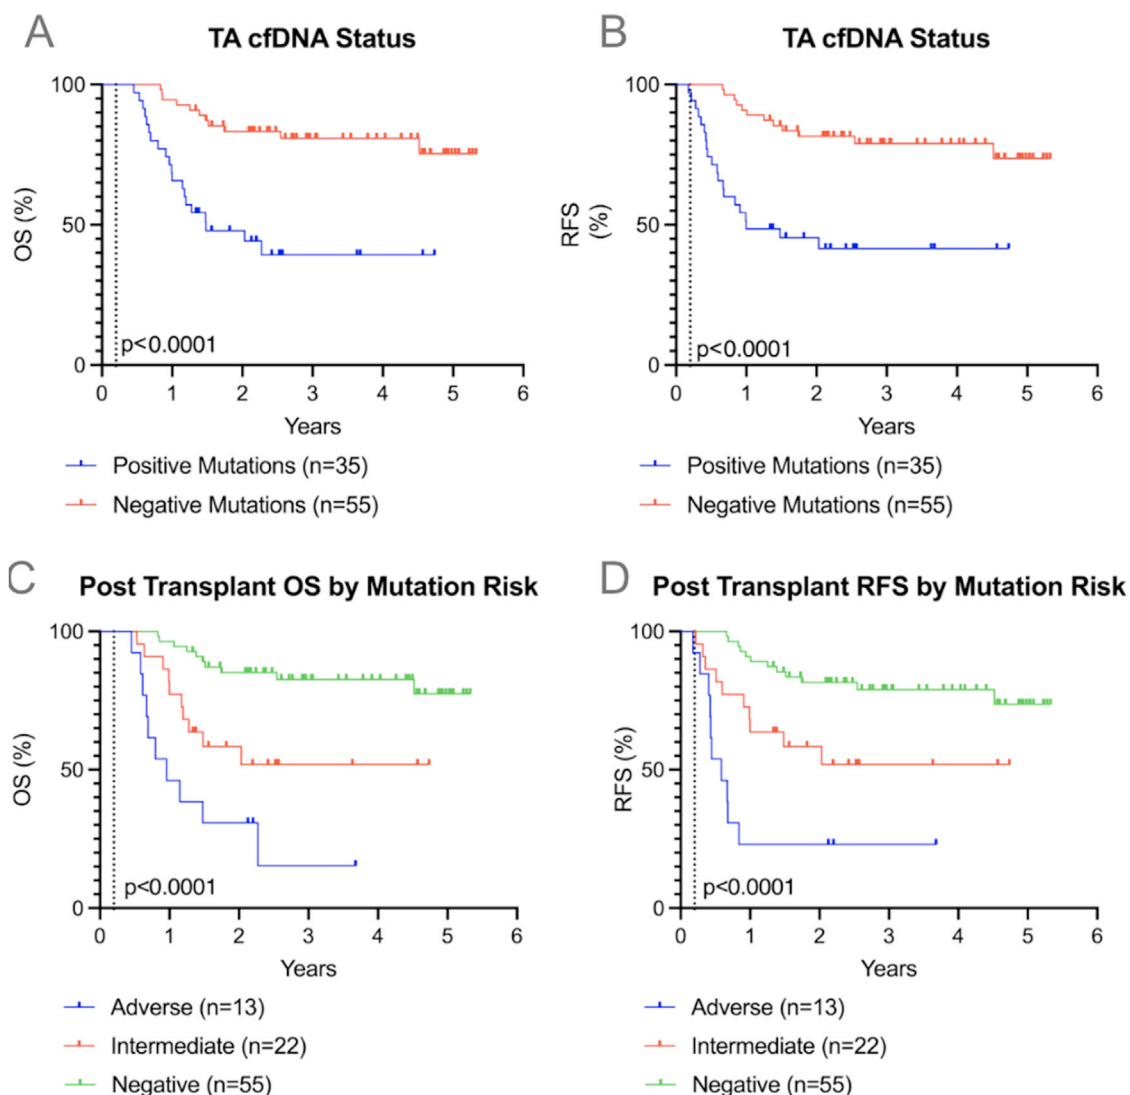 A
TA cfDNA Status
100
50
0
OS (%)
p<0.0001
0 1 2 3 4 5 6
Years
Positive Mutations (n=35)
Negative Mutations (n=55)
B
TA cfDNA Status
100
50
0
RFS
(%)
p<0.0001
0 1 2 3 4 5 6
Years
Positive Mutations (n=35)
Negative Mutations (n=55)
C
Post Transplant OS by Mutation Risk
100
50
0
OS (%)
p<0.0001
0 1 2 3 4 5 6
Years
Adverse (n=13)
Intermediate (n=22)
Negative (n=55)
D
Post Transplant RFS by Mutation Risk
100
50
0
RFS (%)
p<0.0001
0 1 2 3 4 5 6
Years
Adverse (n=13)
Intermediate (n=22)
Negative (n=55)